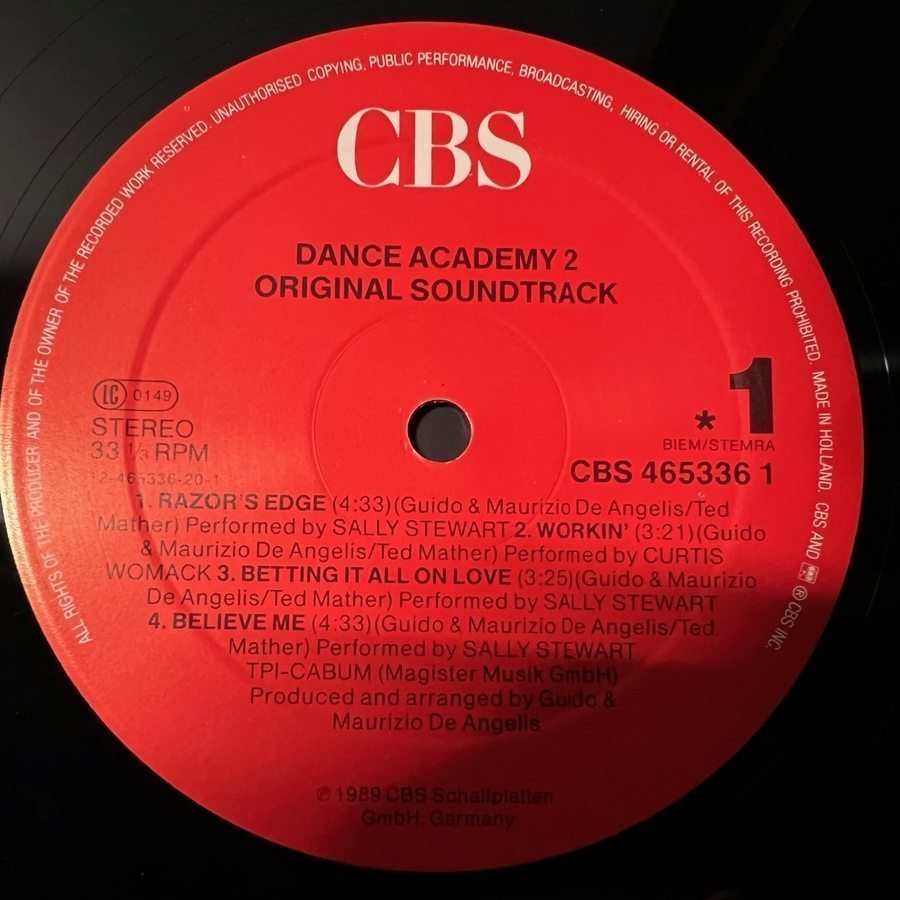 ALL RIGHTS OF THE PRODUCER AND OF THE OWNER OF THE RECORDED WORK RESERVED. UNAUTHORISED COPYING, PUBLIC PERFORMANCE, BROADCASTING, HIRING OR RENTAL OF THIS RECORDING PROHIBITED. MADE IN HOLLAND. CBS AND ® CBS INC.
CBS
DANCE ACADEMY 2
ORIGINAL SOUNDTRACK
LC 0149
STEREO
33 1/3 RPM
12-465336-20-1
1
*
BIEM/STEMRA
CBS 465336 1
1. RAZOR'S EDGE (4:33)(Guido & Maurizio De Angelis/Ted
Mather) Performed by SALLY STEWART 2. WORKIN' (3:21)(Guido
& Maurizio De Angelis/Ted Mather) Performed by CURTIS
WOMACK 3. BETTING IT ALL ON LOVE (3:25)(Guido & Maurizio
De Angelis/Ted Mather) Performed by SALLY STEWART
4. BELIEVE ME (4:33)(Guido & Maurizio De Angelis/Ted
Mather) Performed by SALLY STEWART
TPI-CABUM (Magister Musik GmbH)
Produced and arranged by Guido &
Maurizio De Angelis
℗ 1989 CBS Schallplatten
GmbH, Germany